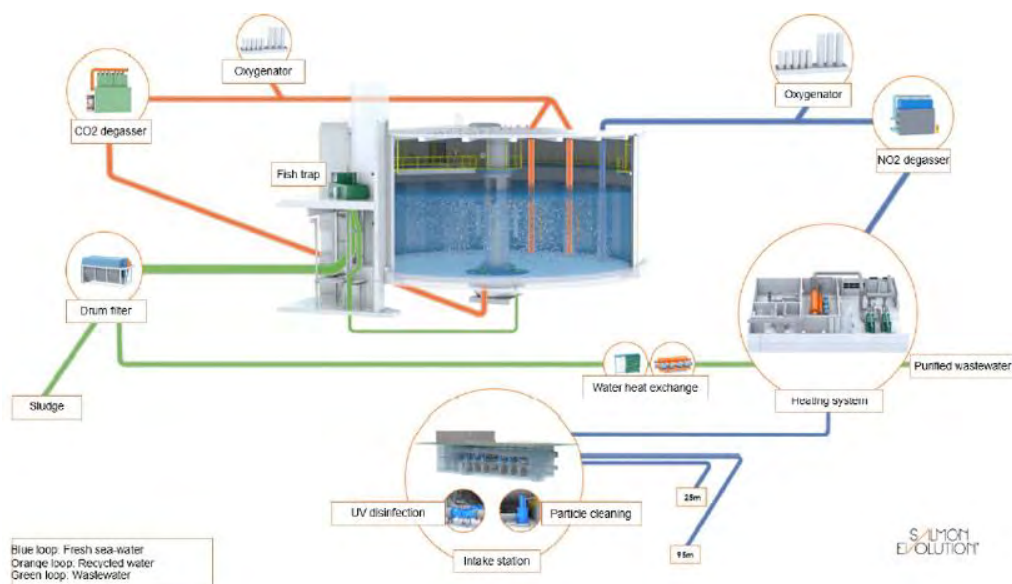 Oxygenator
Oxygenator
CO2 degasser
NO2 degasser
Fish trap
Drum filter
Water heat exchange
Purified wastewater
Sludge
Heating system
UV disinfection
Particle cleaning
25m
95m
Intake station
Blue loop: Fresh sea-water
Orange loop: Recycled water
Green loop: Wastewater
SALMON
EVOLUTION